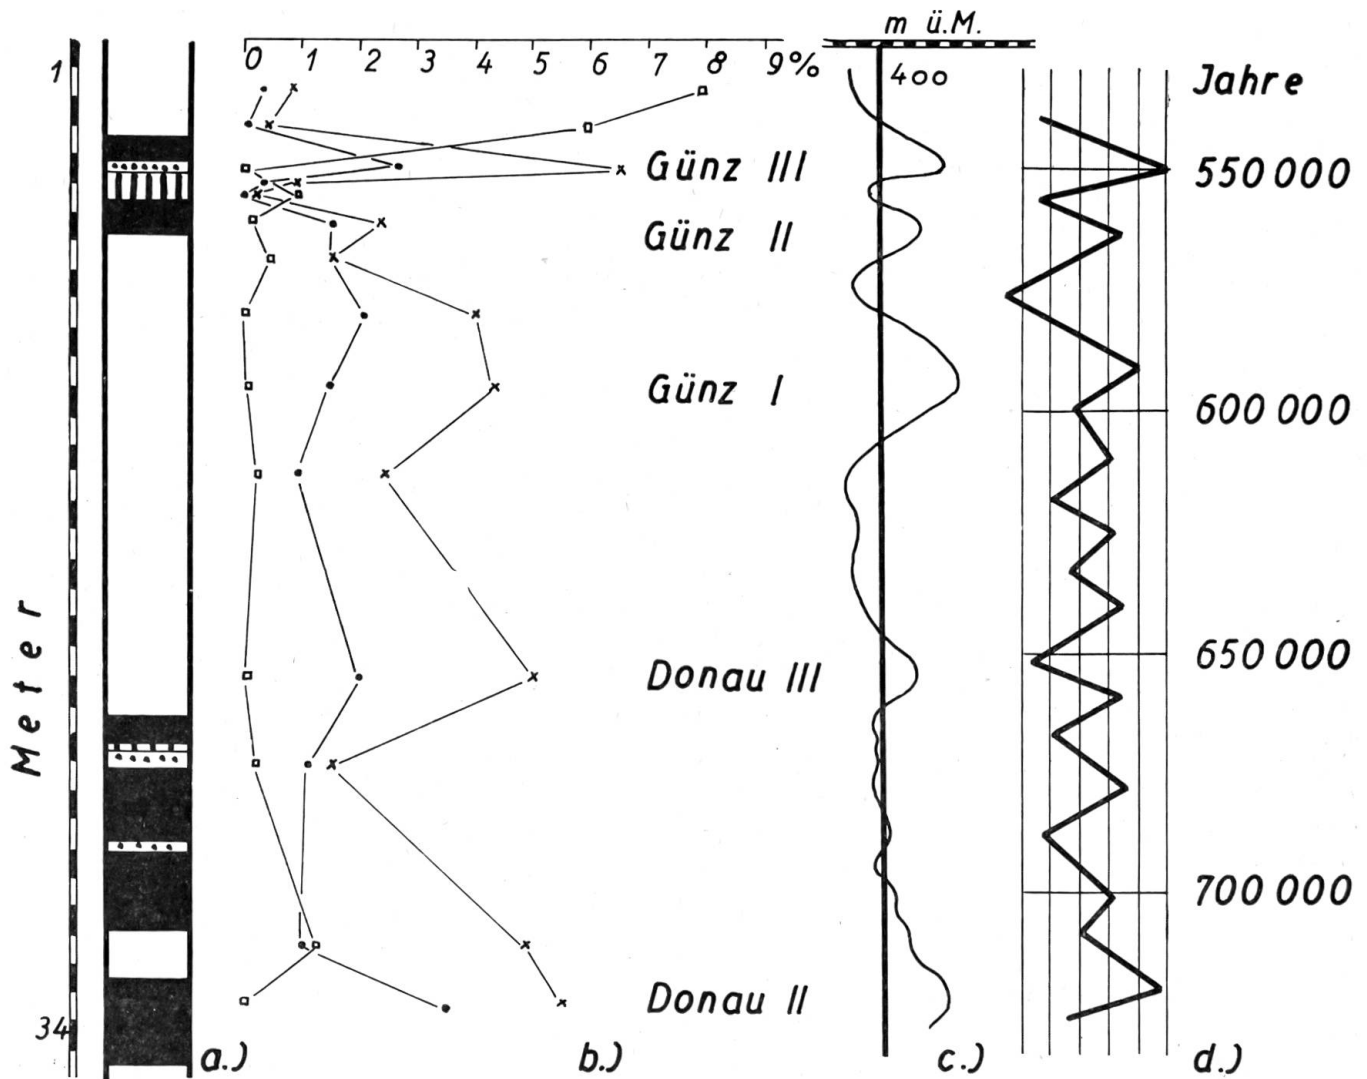 m ü.M.
0 1 2 3 4 5 6 7 8 9%
1
400
Jahre
Günz III
550 000
Günz II
Günz I
600 000
Meter
650 000
Donau III
700 000
Donau II
34
a.)
b.)
c.)
d.)